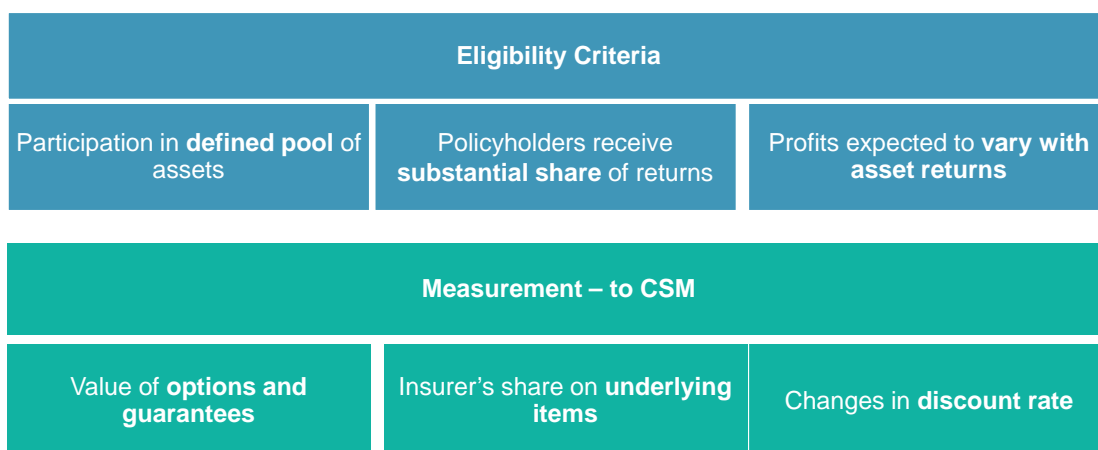 Eligibility Criteria
Participation in defined pool of
assets
Policyholders receive
substantial share of returns
Profits expected to vary with
asset returns
Measurement – to CSM
Value of options and
guarantees
Insurer's share on underlying
items
Changes in discount rate